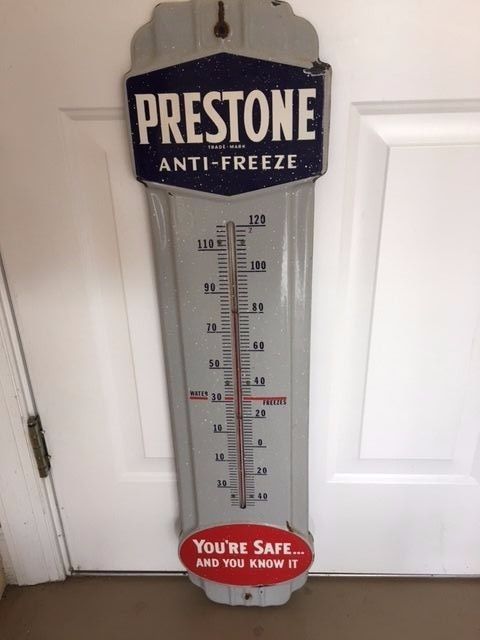 PRESTONE
TRADE-MARK
ANTI-FREEZE
120
110
100
90
80
70
60
50
40
WATER 30 FREEZES
20
10
0
10
20
30
40
YOU'RE SAFE...
AND YOU KNOW IT